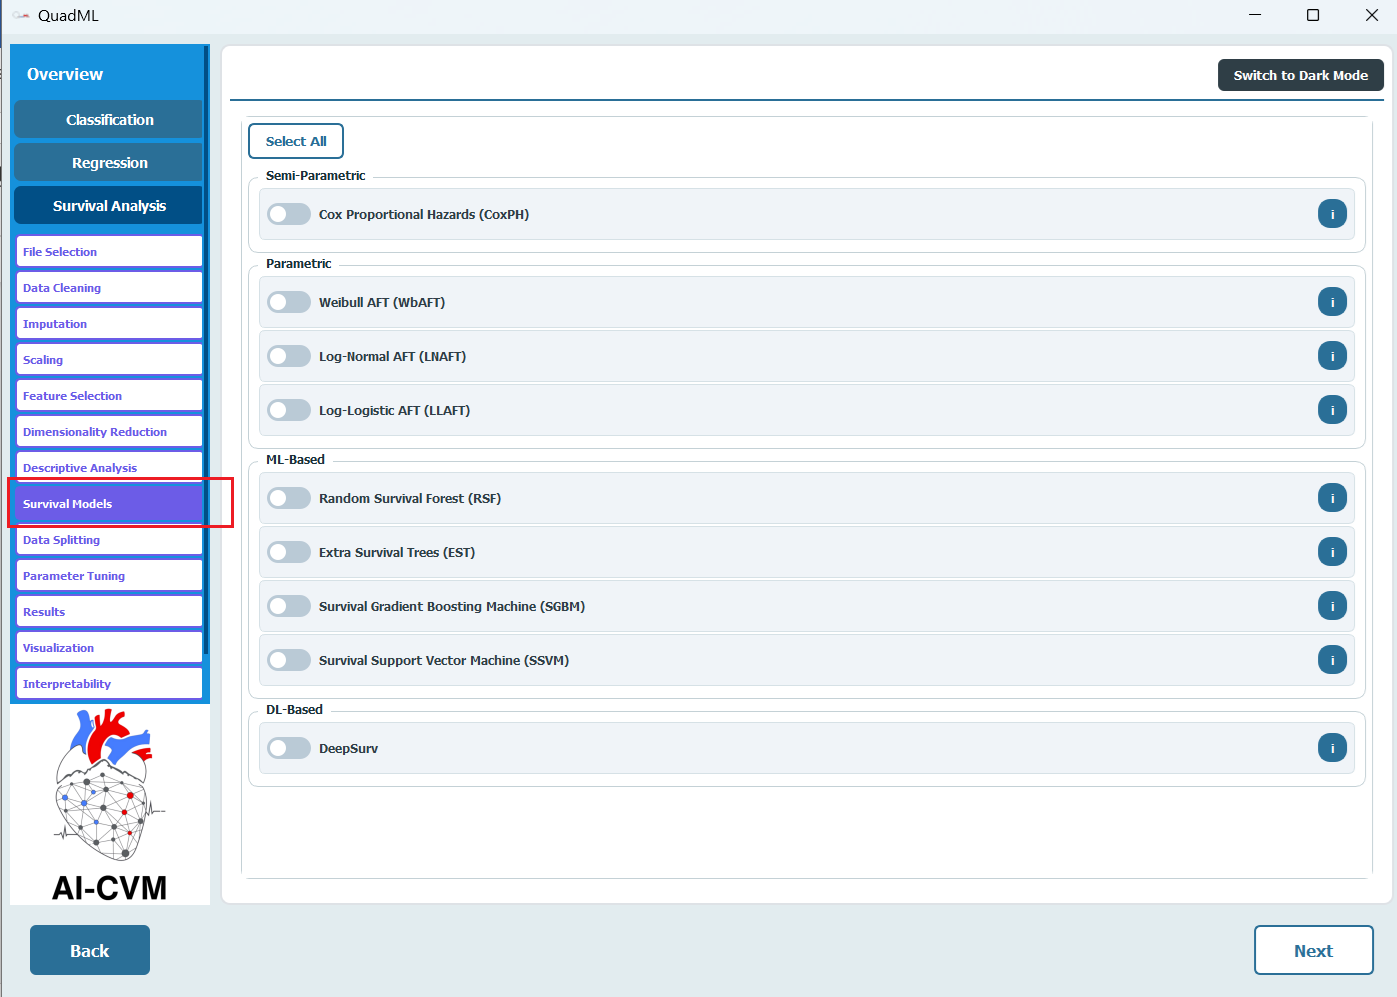 QuadML
Overview
Classification
Regression
Survival Analysis
File Selection
Data Cleaning
Imputation
Scaling
Feature Selection
Dimensionality Reduction
Descriptive Analysis
Survival Models
Data Splitting
Parameter Tuning
Results
Visualization
Interpretability
AI-CVM
Switch to Dark Mode
Select All
Semi-Parametric
Cox Proportional Hazards (CoxPH) i
Parametric
Weibull AFT (WbAFT) i
Log-Normal AFT (LNAFT) i
Log-Logistic AFT (LLAFT) i
ML-Based
Random Survival Forest (RSF) i
Extra Survival Trees (EST) i
Survival Gradient Boosting Machine (SGBM) i
Survival Support Vector Machine (SSVM) i
DL-Based
DeepSurv i
Back
Next